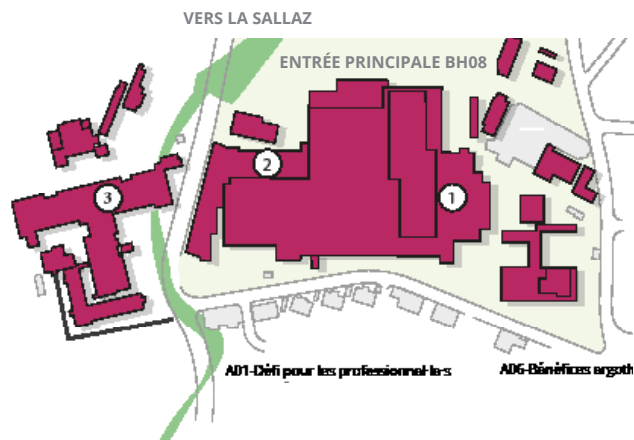 VERS LA SALLAZ
ENTRÉE PRINCIPALE BH08
2
1
3
A01-Défi pour les professionnel·le·s
A06-Bénéfices ergoth